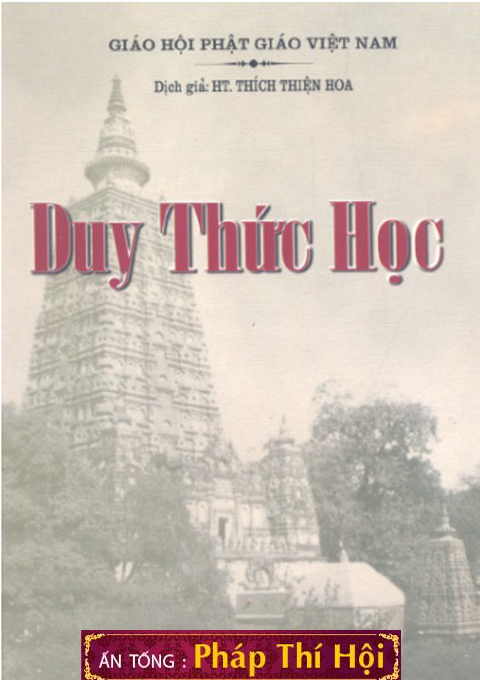 GIÁO HỘI PHẬT GIÁO VIỆT NAM
Dịch giả: HT. THÍCH THIỆN HOA
Duy Thức Học
ẤN TỐNG : Pháp Thí Hội